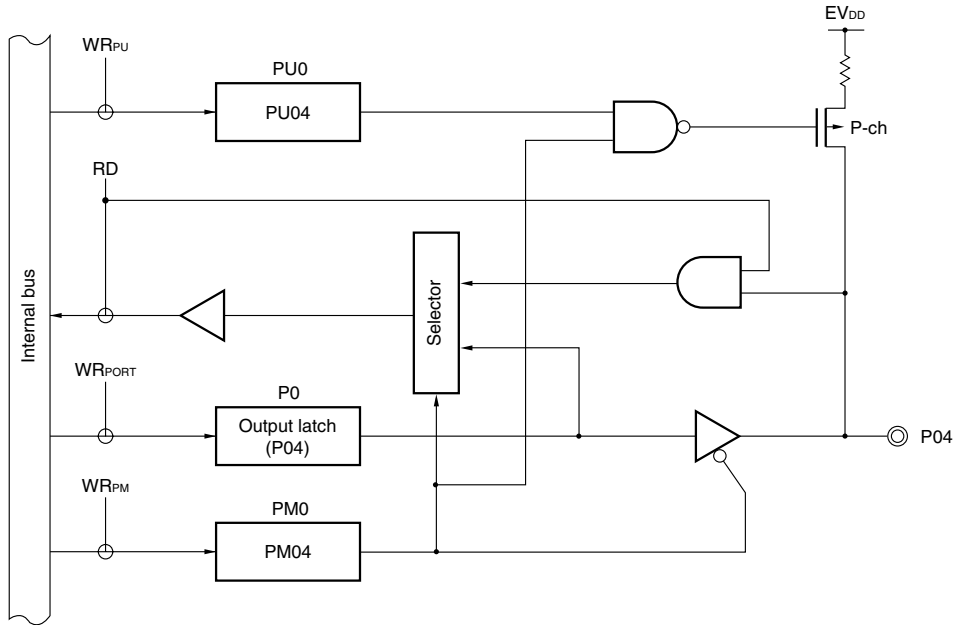 EVDD
WRPU
PU0
PU04
P-ch
RD
Internal bus
Selector
WRPORT
P0
Output latch
(P04)
P04
WRPM
PM0
PM04